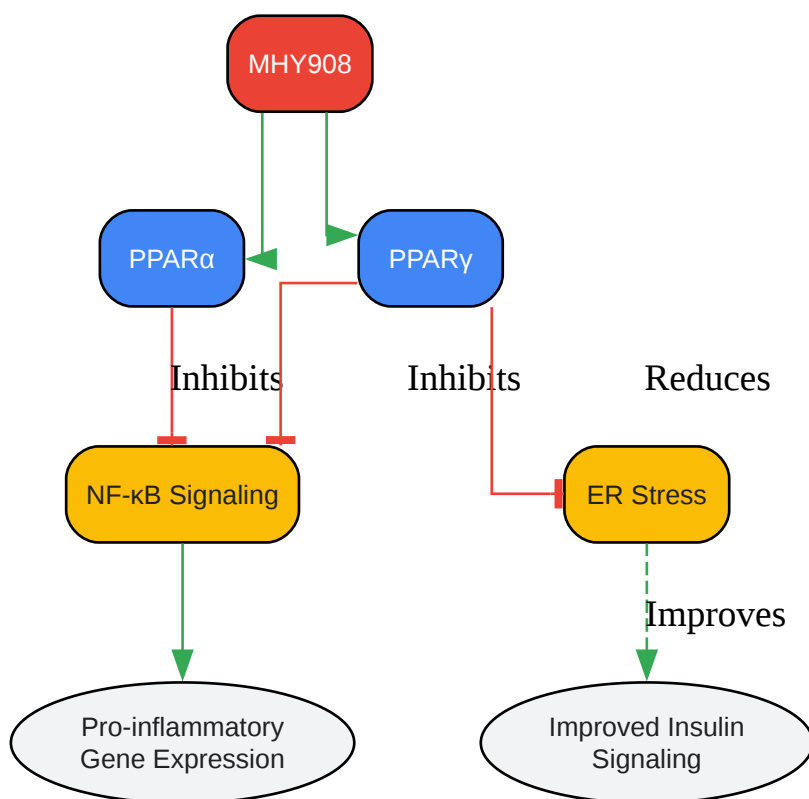 MHY908
PPARα
PPARγ
Inhibits
Inhibits
Reduces
NF-κB Signaling
ER Stress
Improves
Pro-inflammatory
Gene Expression
Improved Insulin
Signaling